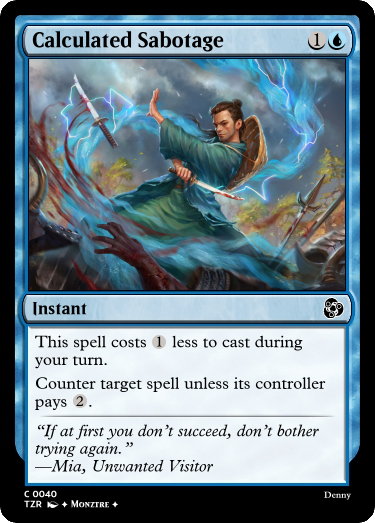 Calculated Sabotage 1
Instant
This spell costs 1 less to cast during
your turn.
Counter target spell unless its controller
pays 2.
“If at first you don’t succeed, don’t bother
trying again.”
—Mia, Unwanted Visitor
C 0040
Denny
TZR ✦ Monztre ✦